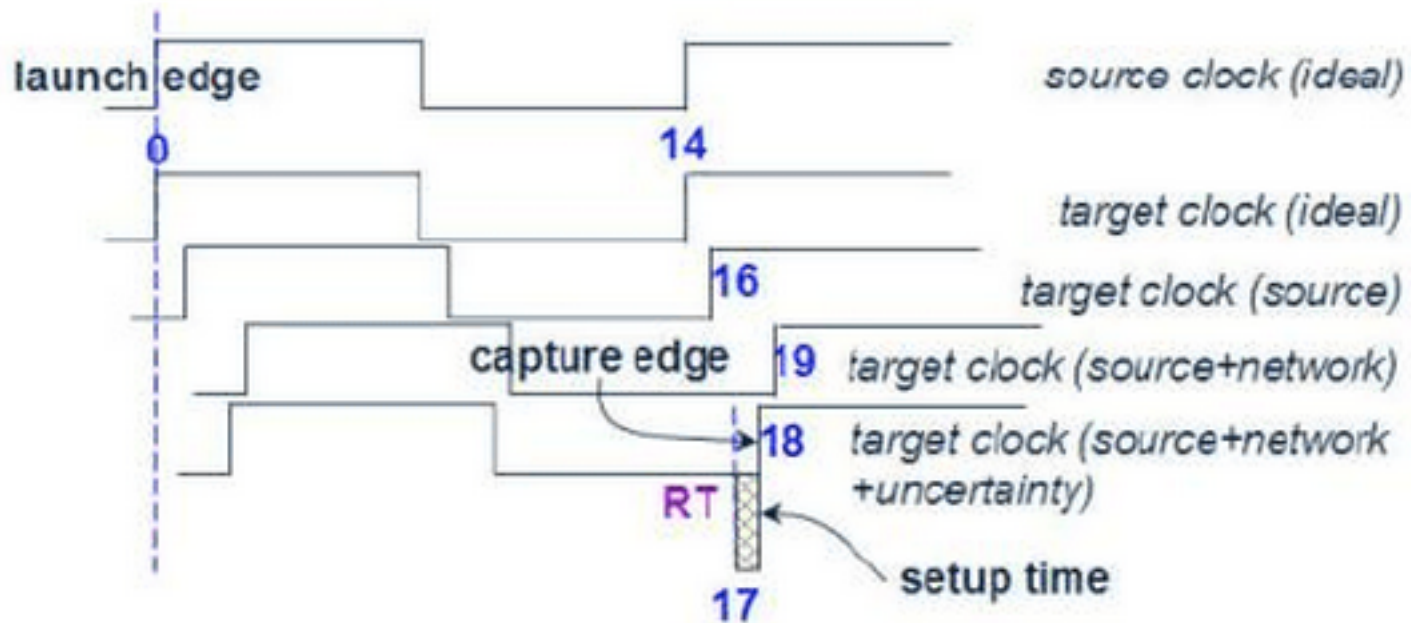 source clock (ideal)
launch edge
0
14
target clock (ideal)
16
target clock (source)
capture edge
19
target clock (source+network)
18
target clock (source+network
+uncertainty)
RT
setup time
17